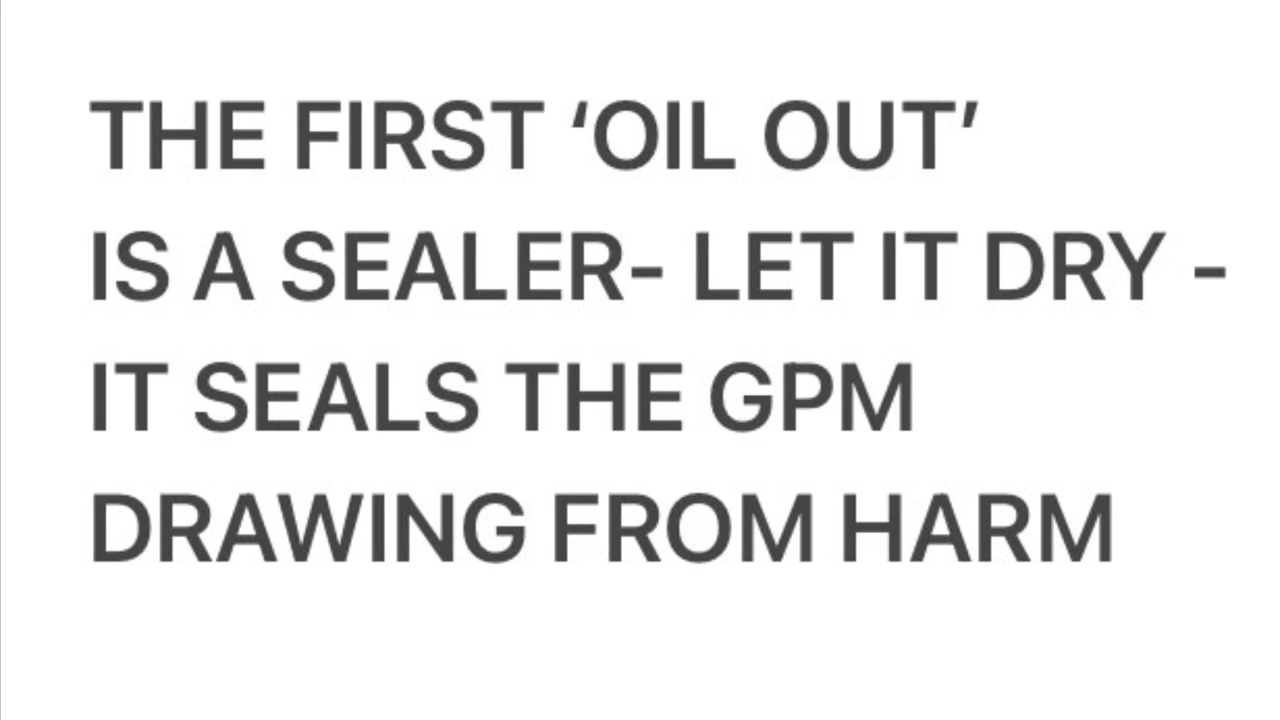 THE FIRST ‘OIL OUT’
IS A SEALER- LET IT DRY -
IT SEALS THE GPM
DRAWING FROM HARM